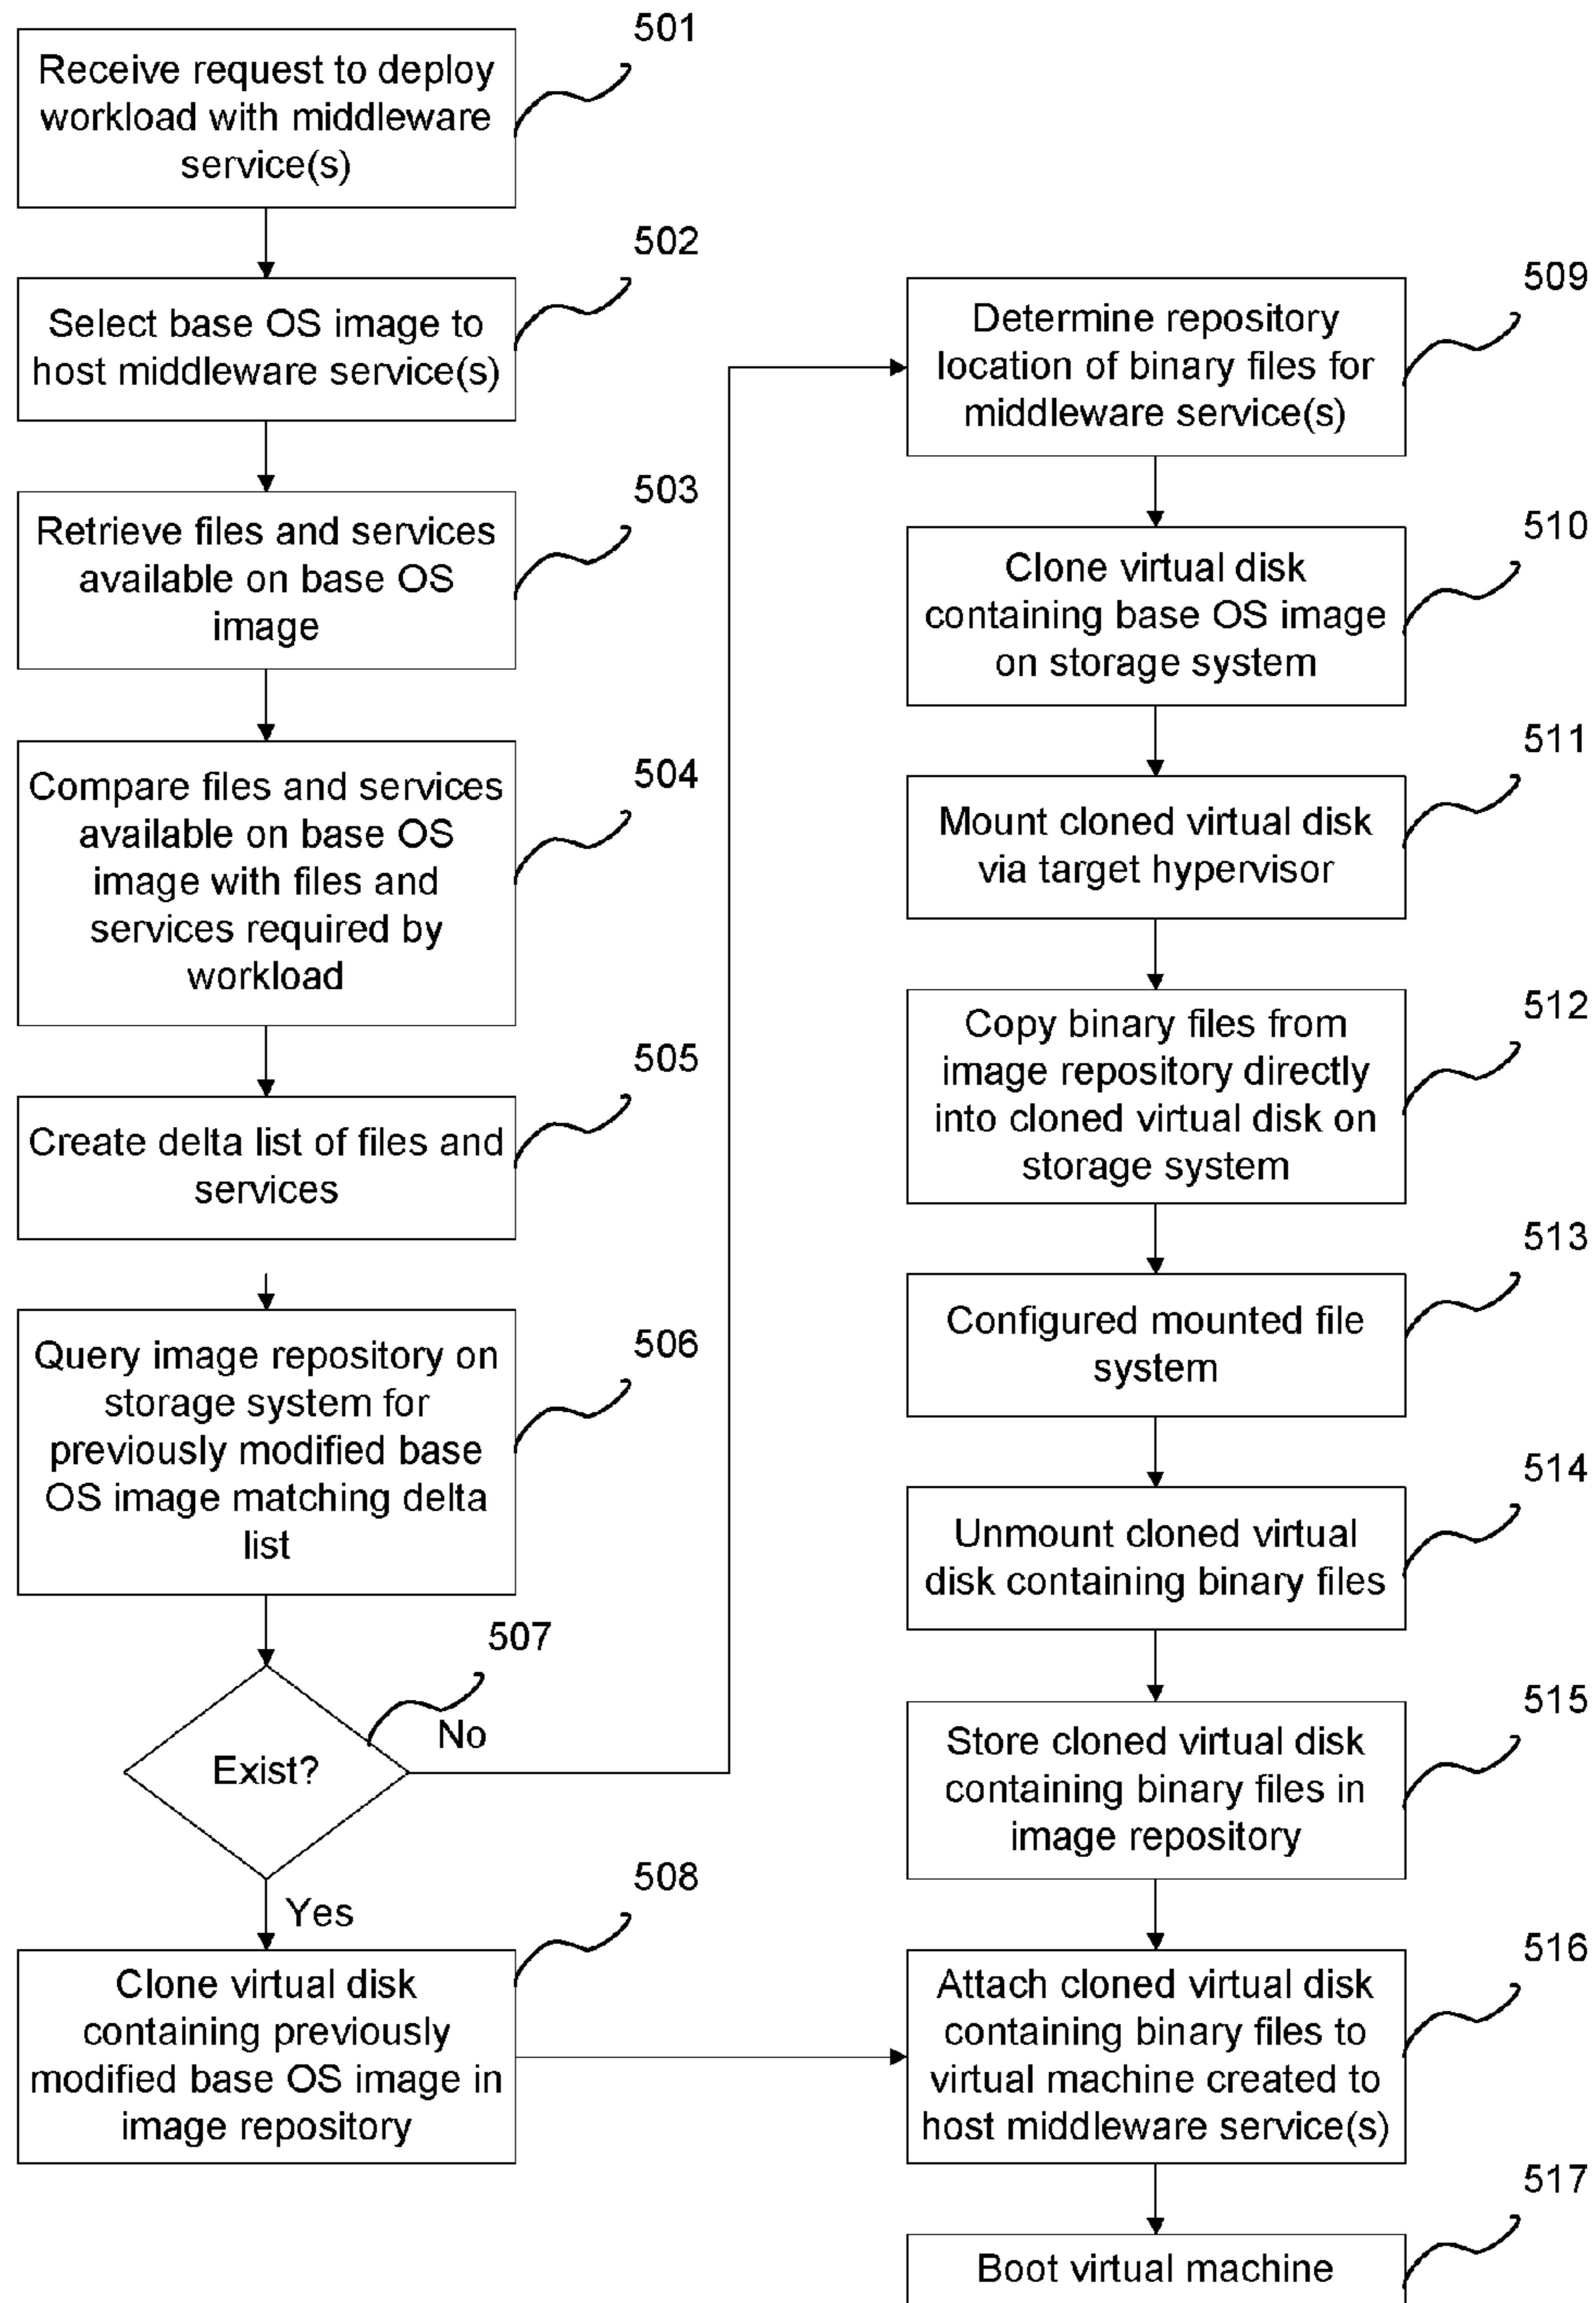 501
Receive request to deploy
workload with middleware
service(s)
502
Select base OS image to
host middleware service(s)
503
Retrieve files and services
available on base OS
image
504
Compare files and services
available on base OS
image with files and
services required by
workload
505
Create delta list of files and
services
506
Query image repository on
storage system for
previously modified base
OS image matching delta
list
507
Exist?
No
Yes
508
Clone virtual disk
containing previously
modified base OS image in
image repository
509
Determine repository
location of binary files for
middleware service(s)
510
Clone virtual disk
containing base OS image
on storage system
511
Mount cloned virtual disk
via target hypervisor
512
Copy binary files from
image repository directly
into cloned virtual disk on
storage system
513
Configured mounted file
system
514
Unmount cloned virtual
disk containing binary files
515
Store cloned virtual disk
containing binary files in
image repository
516
Attach cloned virtual disk
containing binary files to
virtual machine created to
host middleware service(s)
517
Boot virtual machine